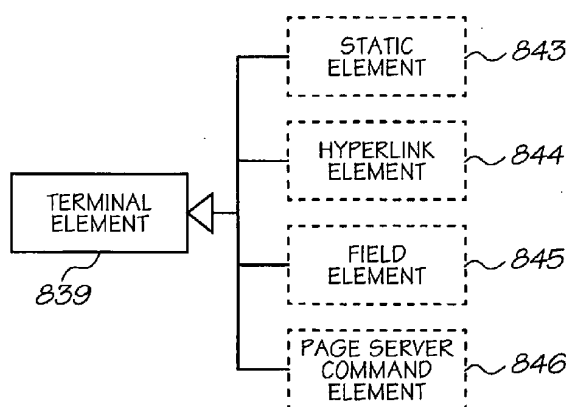 STATIC
ELEMENT
843
HYPERLINK
ELEMENT
844
TERMINAL
ELEMENT
839
FIELD
ELEMENT
845
PAGE SERVER
COMMAND
ELEMENT
846